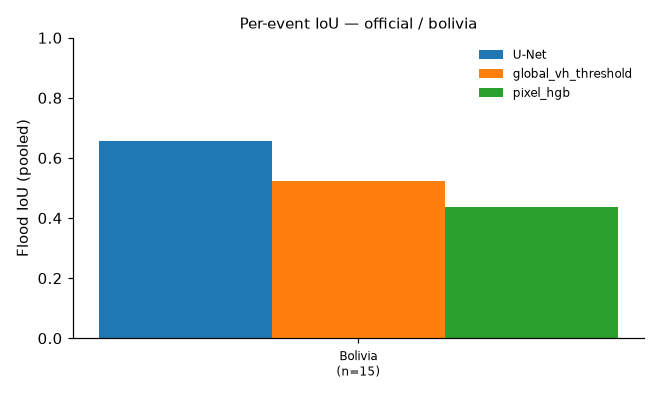 Per-event IoU — official / bolivia
U-Net
global_vh_threshold
pixel_hgb
Flood IoU (pooled)
1.0
0.8
0.6
0.4
0.2
0.0
Bolivia
(n=15)